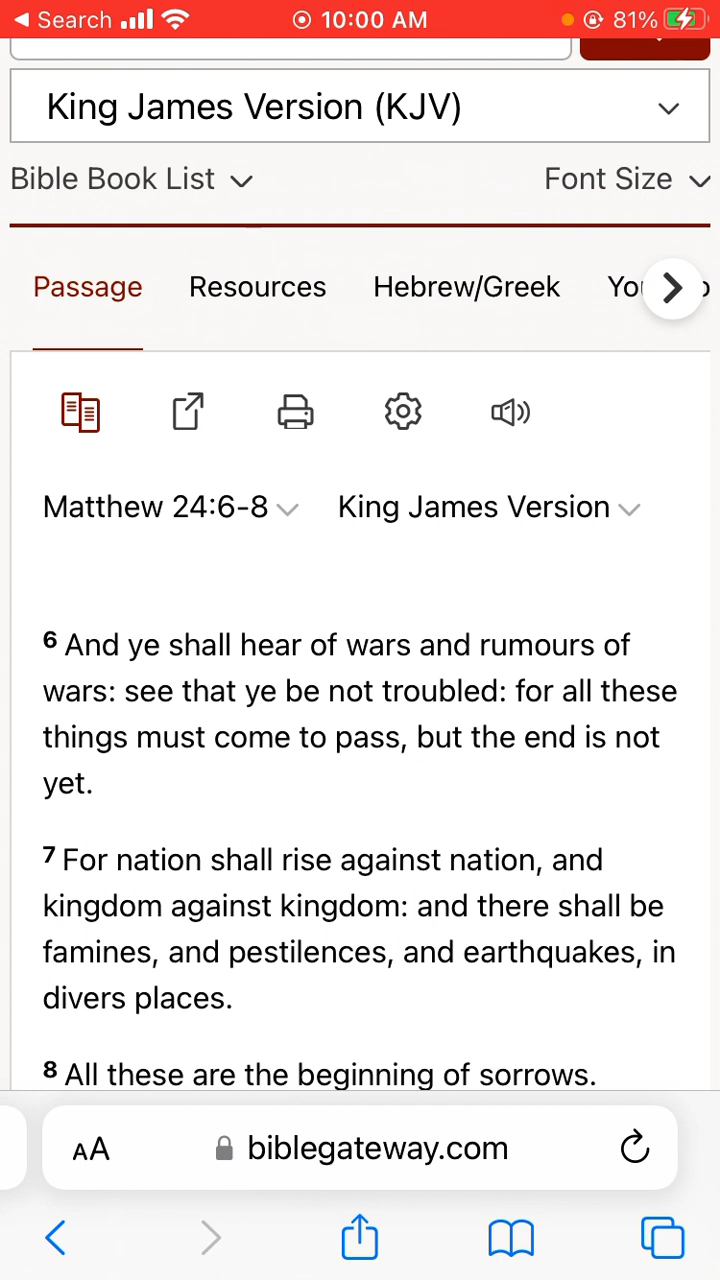 Search 10:00 AM 81%
King James Version (KJV)
Bible Book List Font Size
Passage Resources Hebrew/Greek
Matthew 24:6-8 King James Version
6 And ye shall hear of wars and rumours of
wars: see that ye be not troubled: for all these
things must come to pass, but the end is not
yet.
7 For nation shall rise against nation, and
kingdom against kingdom: and there shall be
famines, and pestilences, and earthquakes, in
divers places.
8 All these are the beginning of sorrows.
AA biblegateway.com